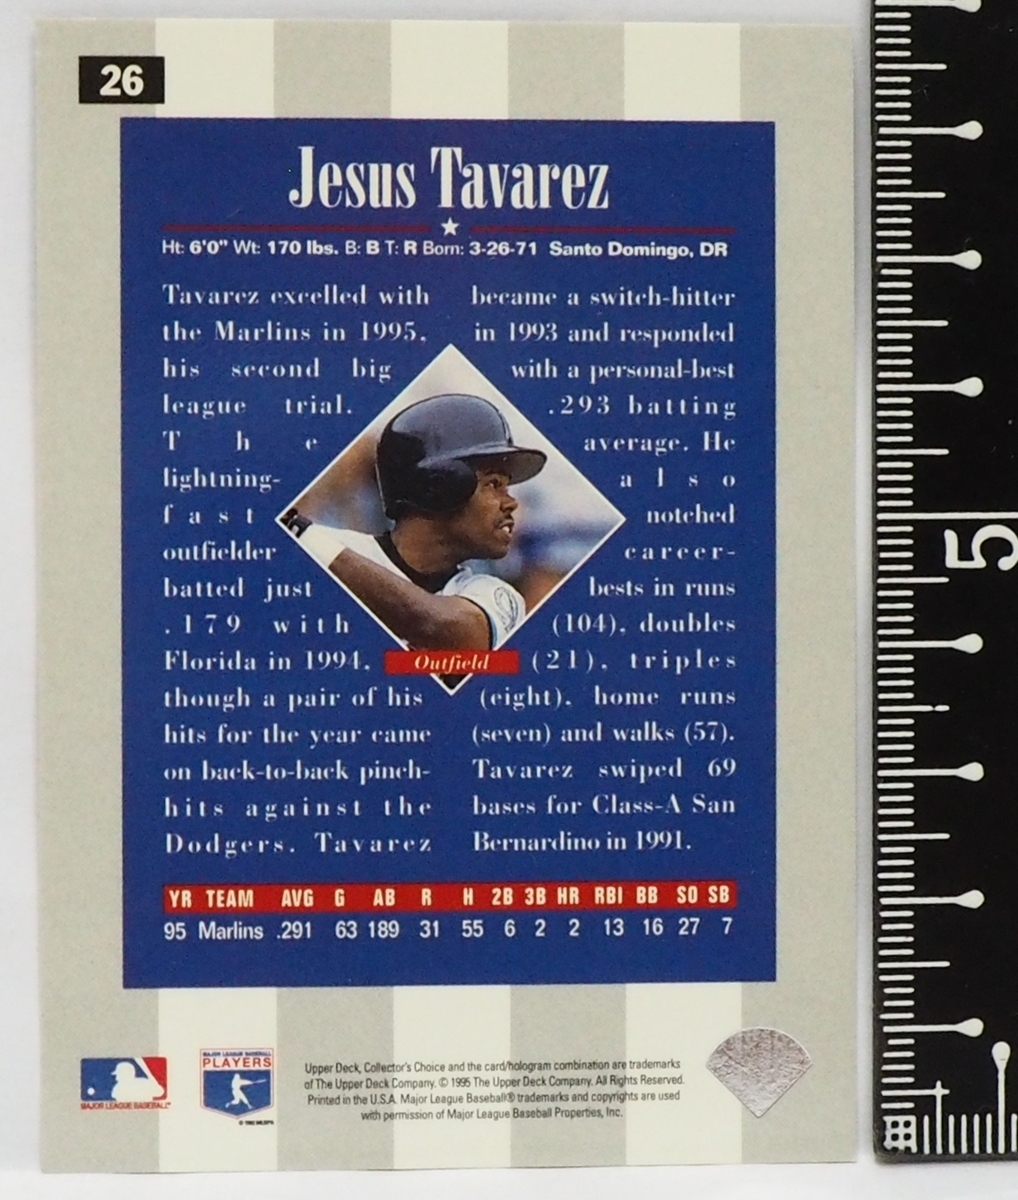 26
Jesus Tavarez
Ht: 6'0" Wt: 170 lbs. B: B T: R Born: 3-26-71 Santo Domingo, DR
Tavarez excelled with
the Marlins in 1995,
his second big
league trial.
The
lightning-
fast
outfielder
batted just
.179 with
Florida in 1994,
though a pair of his
hits for the year came
on back-to-back pinch-
hits against the
Dodgers. Tavarez
became a switch-hitter
in 1993 and responded
with a personal-best
.293 batting
average. He
also
notched
career-
bests in runs
(104), doubles
(21), triples
(eight), home runs
(seven) and walks (57).
Tavarez swiped 69
bases for Class-A San
Bernardino in 1991.
Outfield
YR TEAM AVG G AB R H 2B 3B HR RBI BB SO SB
95 Marlins .291 63 189 31 55 6 2 2 13 16 27 7
MAJOR LEAGUE BASEBALL
MAJOR LEAGUE BASEBALL
PLAYERS
Upper Deck, Collector's Choice and the card/hologram combination are trademarks
of The Upper Deck Company. © 1995 The Upper Deck Company. All Rights Reserved.
Printed in the U.S.A. Major League Baseball® trademarks and copyrights are used
with permission of Major League Baseball Properties, Inc.
5